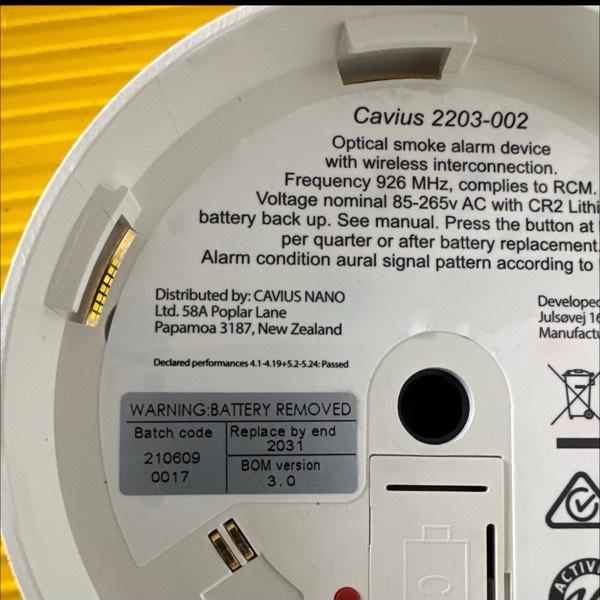 Cavius 2203-002
Optical smoke alarm device
with wireless interconnection.
Frequency 926 MHz, complies to RCM.
Voltage nominal 85-265v AC with CR2
battery back up. See manual. Press the button at
per quarter or after battery replacement.
Alarm condition aural signal pattern according to
Distributed by: CAVIUS NANO
Ltd. 58A Poplar Lane
Papamoa 3187, New Zealand
Julsøvej
Declared performances 4.1-4.19+5.2-5.24: Passed
WARNING:BATTERY REMOVED
Batch code
210609
0017
Replace by end
2031
BOM version
3.0
C